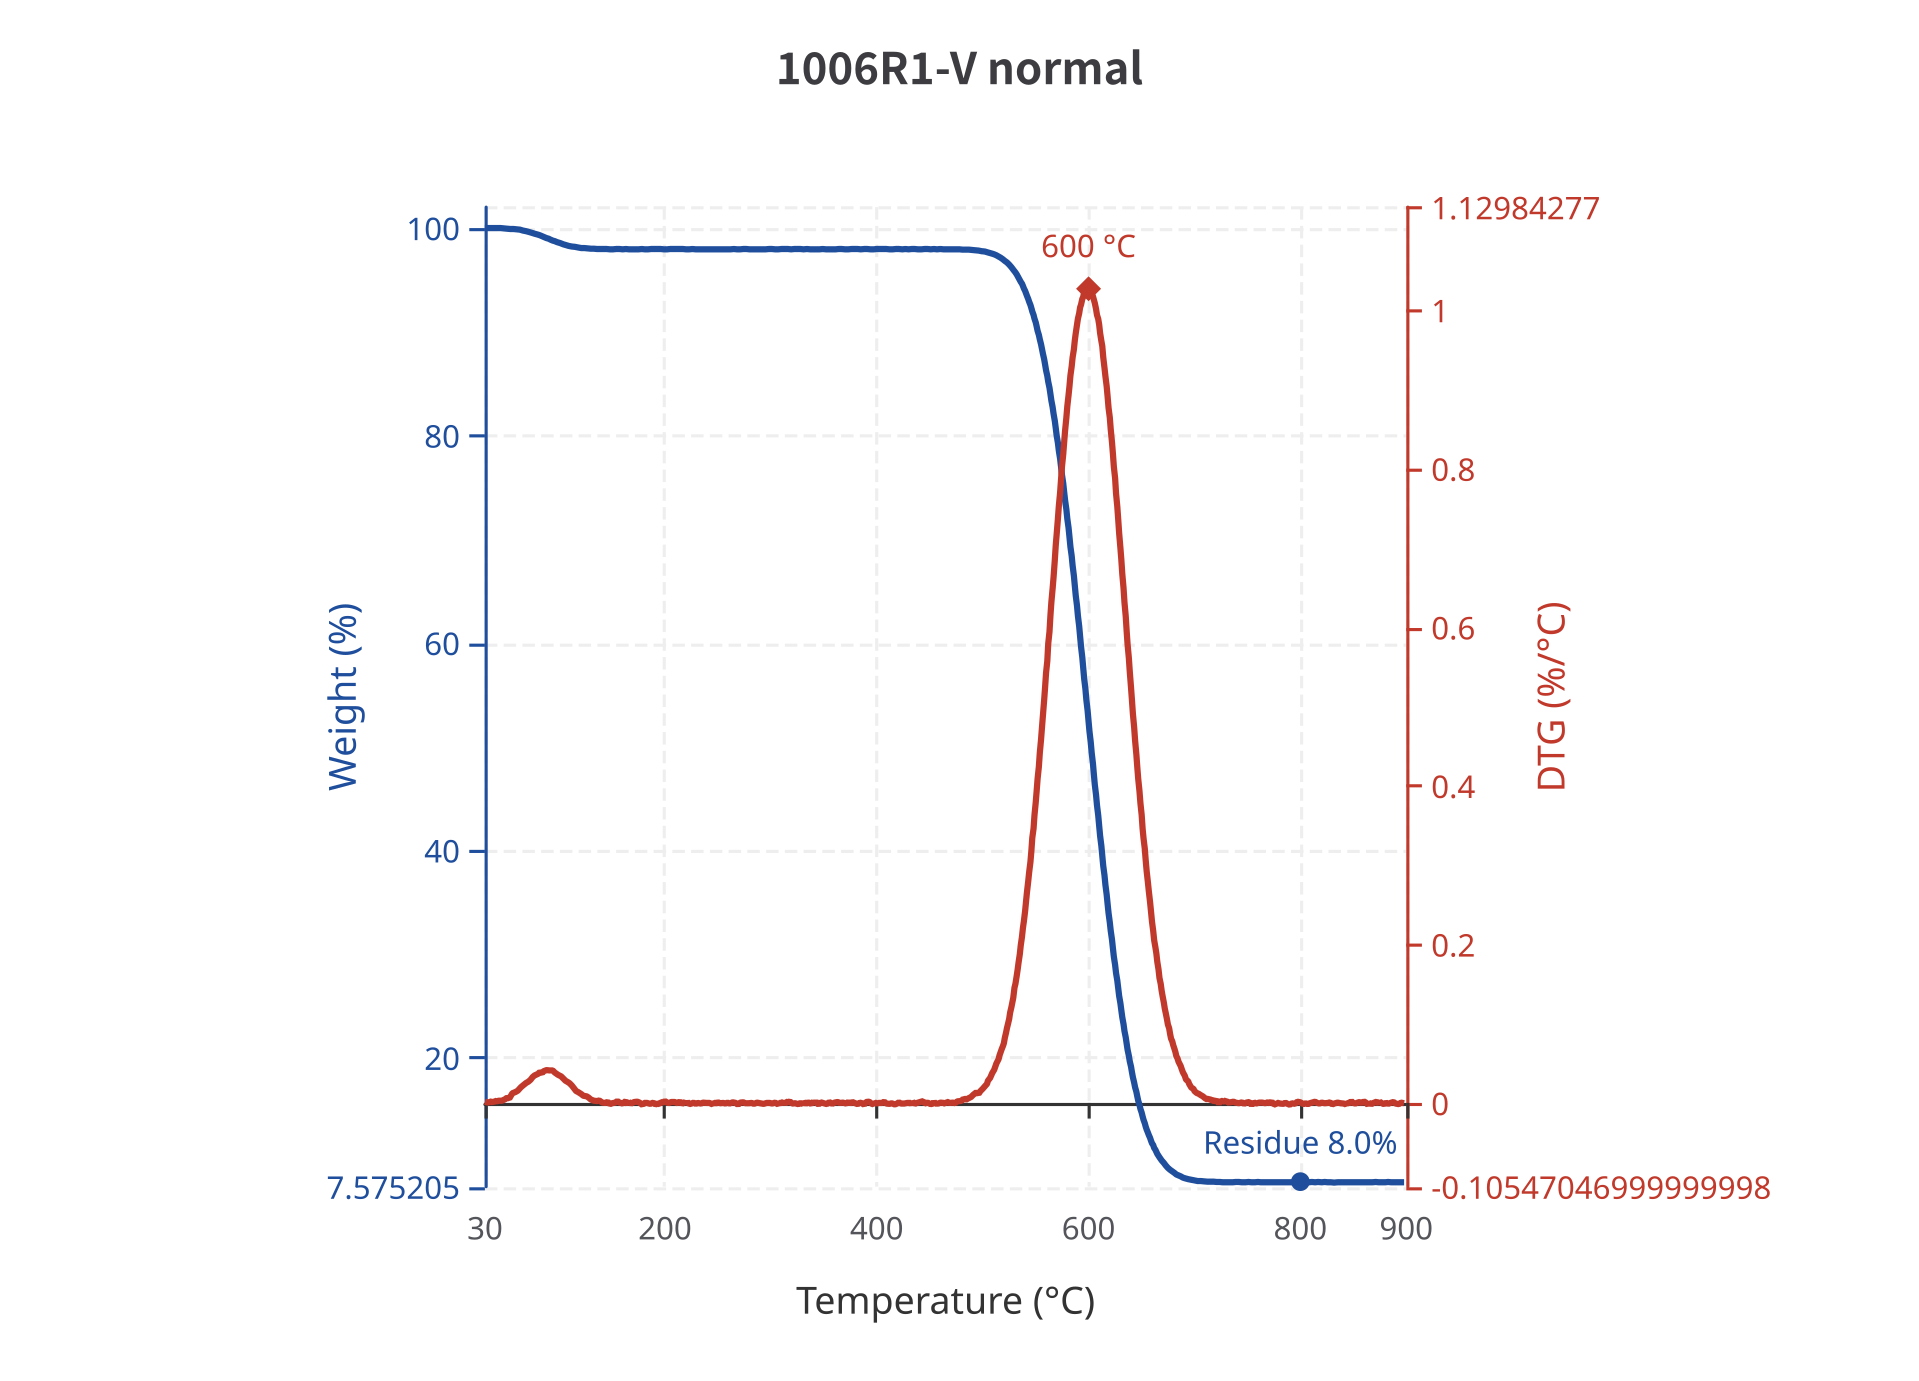 1006R1-V normal
100
80
60
40
20
7.575205
Weight (%)
600 °C
Residue 8.0%
1.12984277
1
0.8
0.6
0.4
0.2
0
-0.10547046999999998
DTG (%/°C)
30 200 400 600 800 900
Temperature (°C)